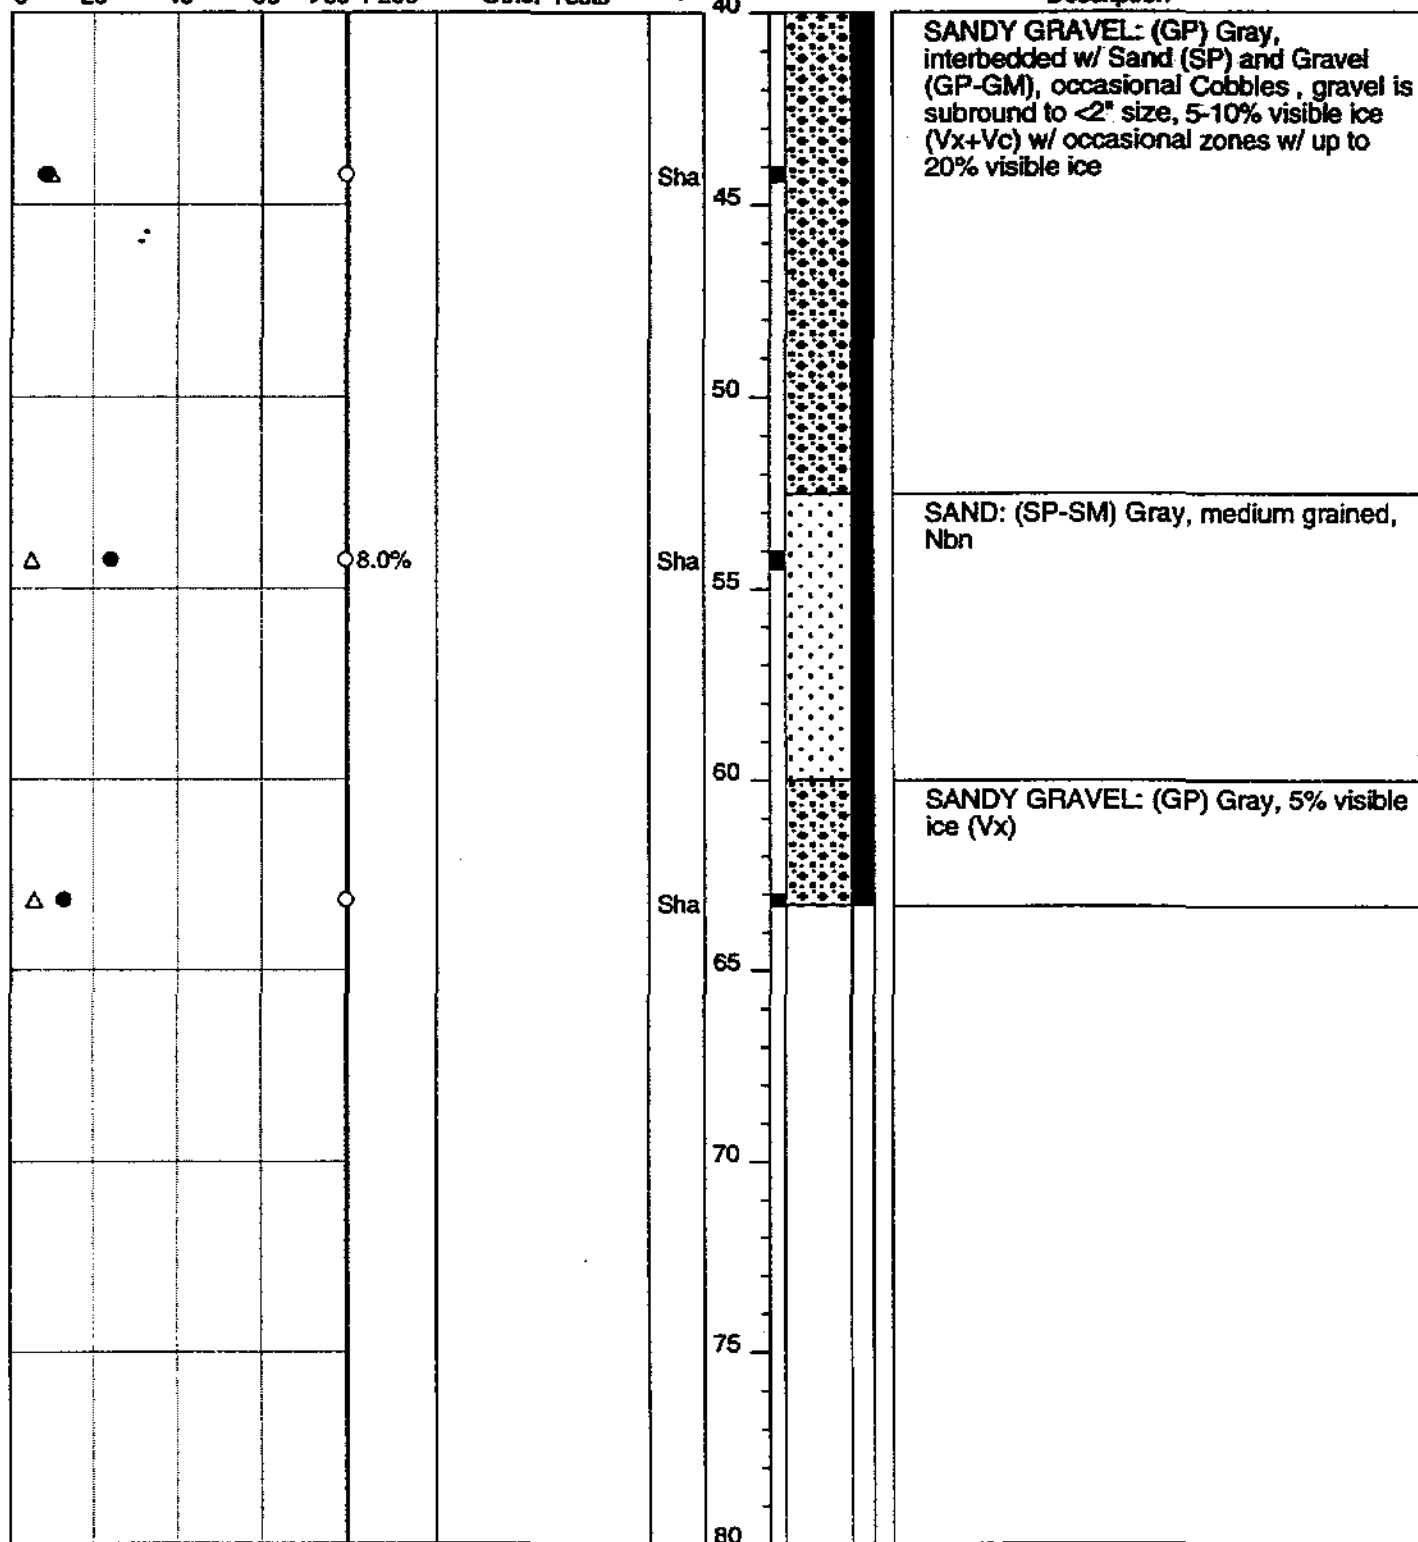 40
SANDY GRAVEL: (GP) Gray,
interbedded w/ Sand (SP) and Gravel
(GP-GM), occasional Cobbles , gravel is
subround to <2" size, 5-10% visible ice
(Vx+Vc) w/ occasional zones w/ up to
20% visible ice
Sha
45
50
SAND: (SP-SM) Gray, medium grained,
Nbn
8.0%
Sha
55
60
SANDY GRAVEL: (GP) Gray, 5% visible
ice (Vx)
Sha
65
70
75
80